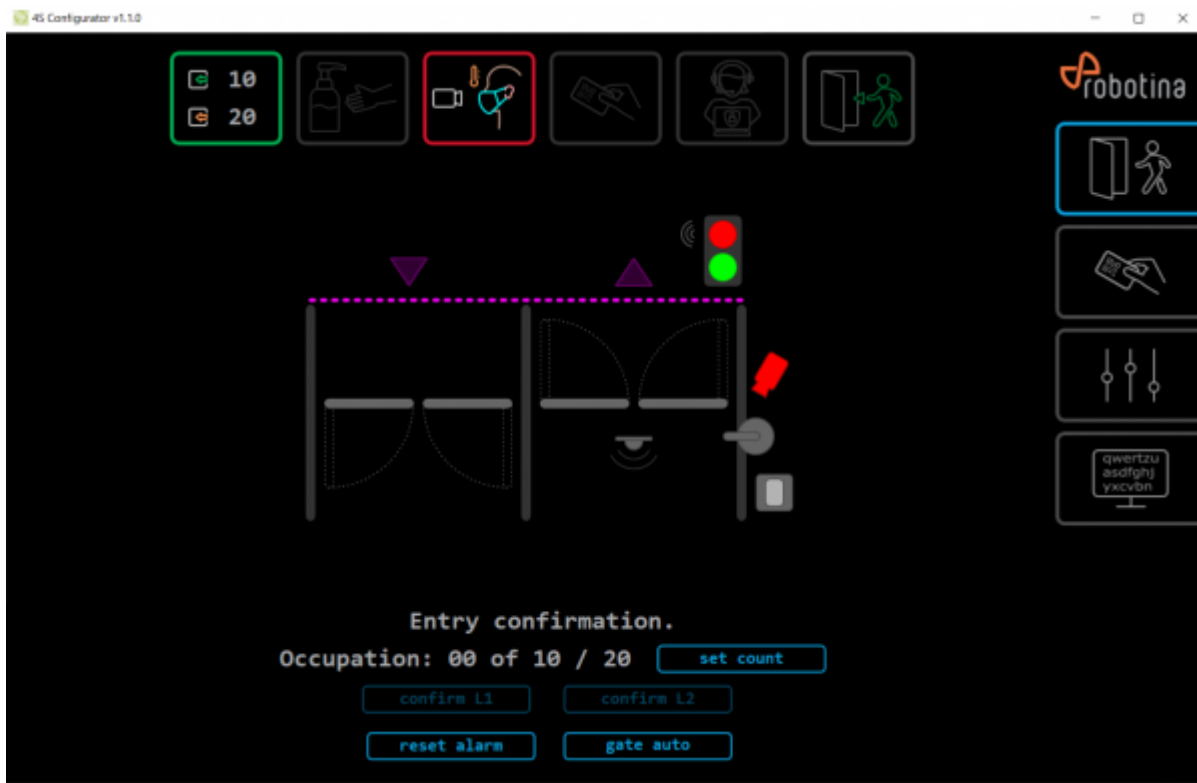 4S Configurator v1.1.0
10
20
robotina
qwertzu
asdfghj
yxcvbn
Entry confirmation.
Occupation: 00 of 10 / 20 set count
confirm L1 confirm L2
reset alarm gate auto